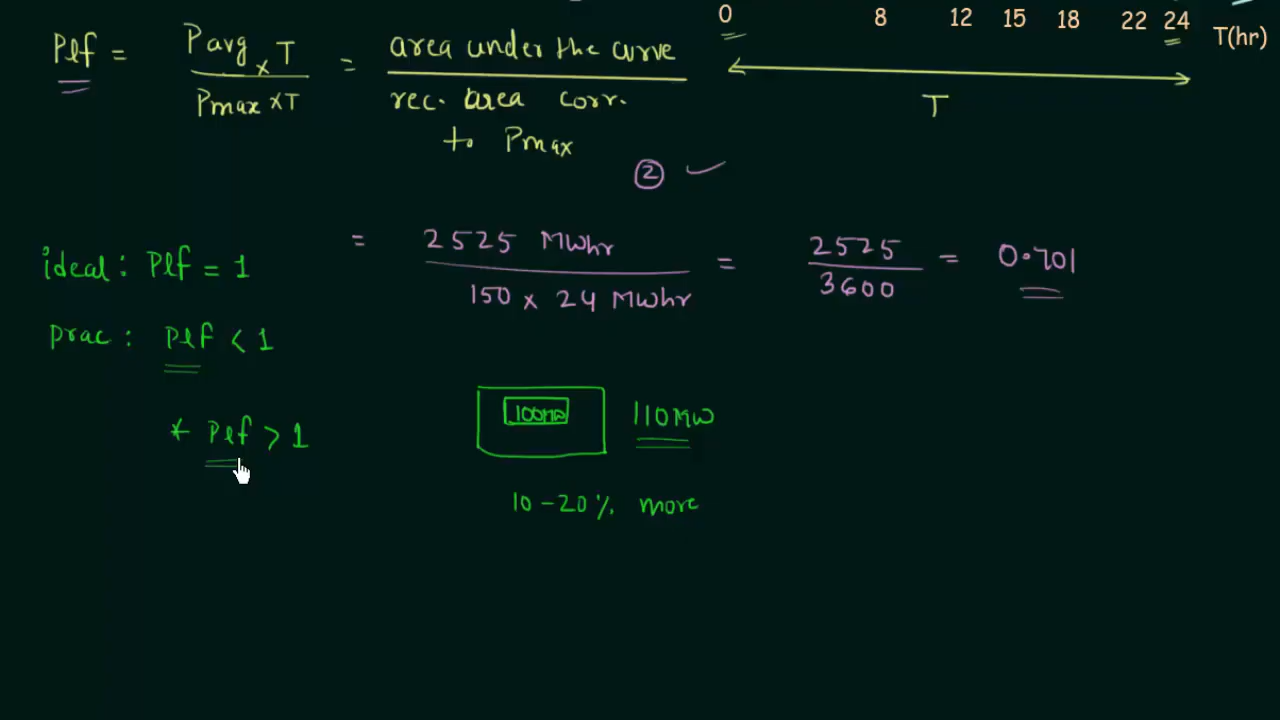 0 8 12 15 18 22 24 T(hr)
Plf = Pavg × T / Pmax × T = area under the curve / rec. area corr. to Pmax
T
② ✓
= 2525 MWhr / 150 × 24 MWhr = 2525 / 3600 = 0.701
ideal : Plf = 1
prac : Plf < 1
100MW 110MW
* Plf > 1
10-20% more